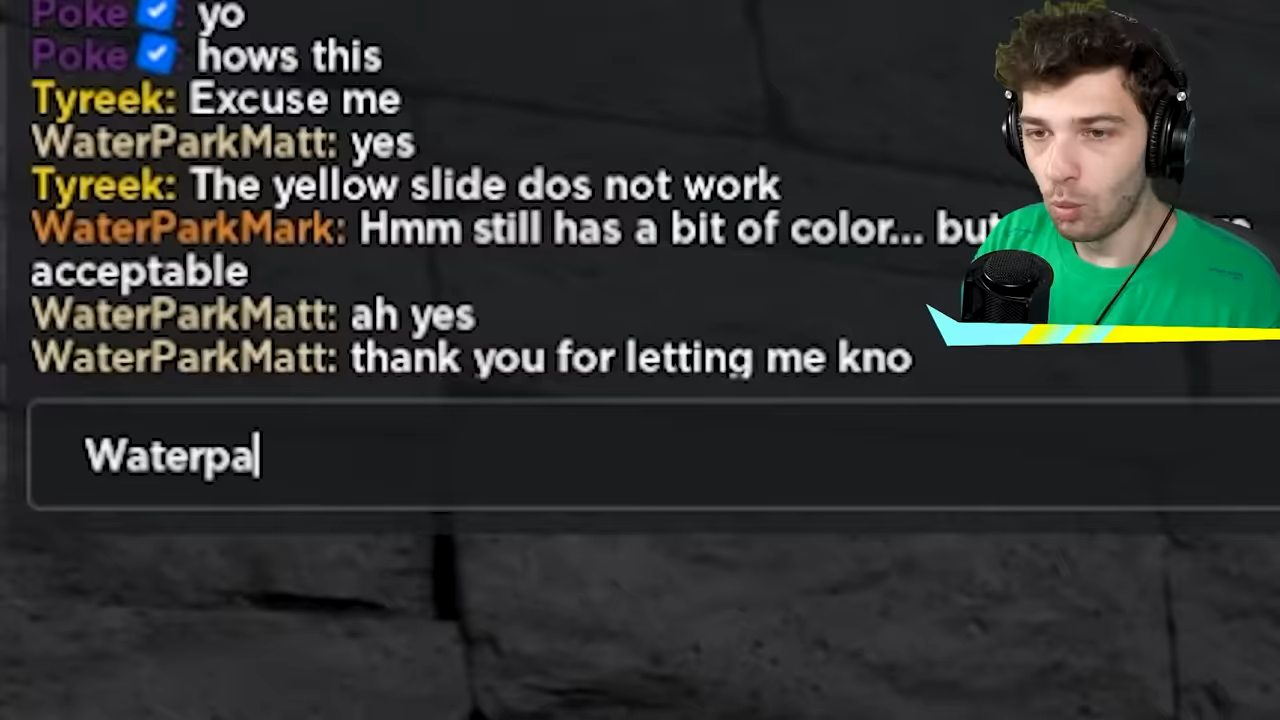 Poke: yo
Poke: hows this
Tyreek: Excuse me
WaterParkMatt: yes
Tyreek: The yellow slide dos not work
WaterParkMark: Hmm still has a bit of color... but
acceptable
WaterParkMatt: ah yes
WaterParkMatt: thank you for letting me kno
Waterpa